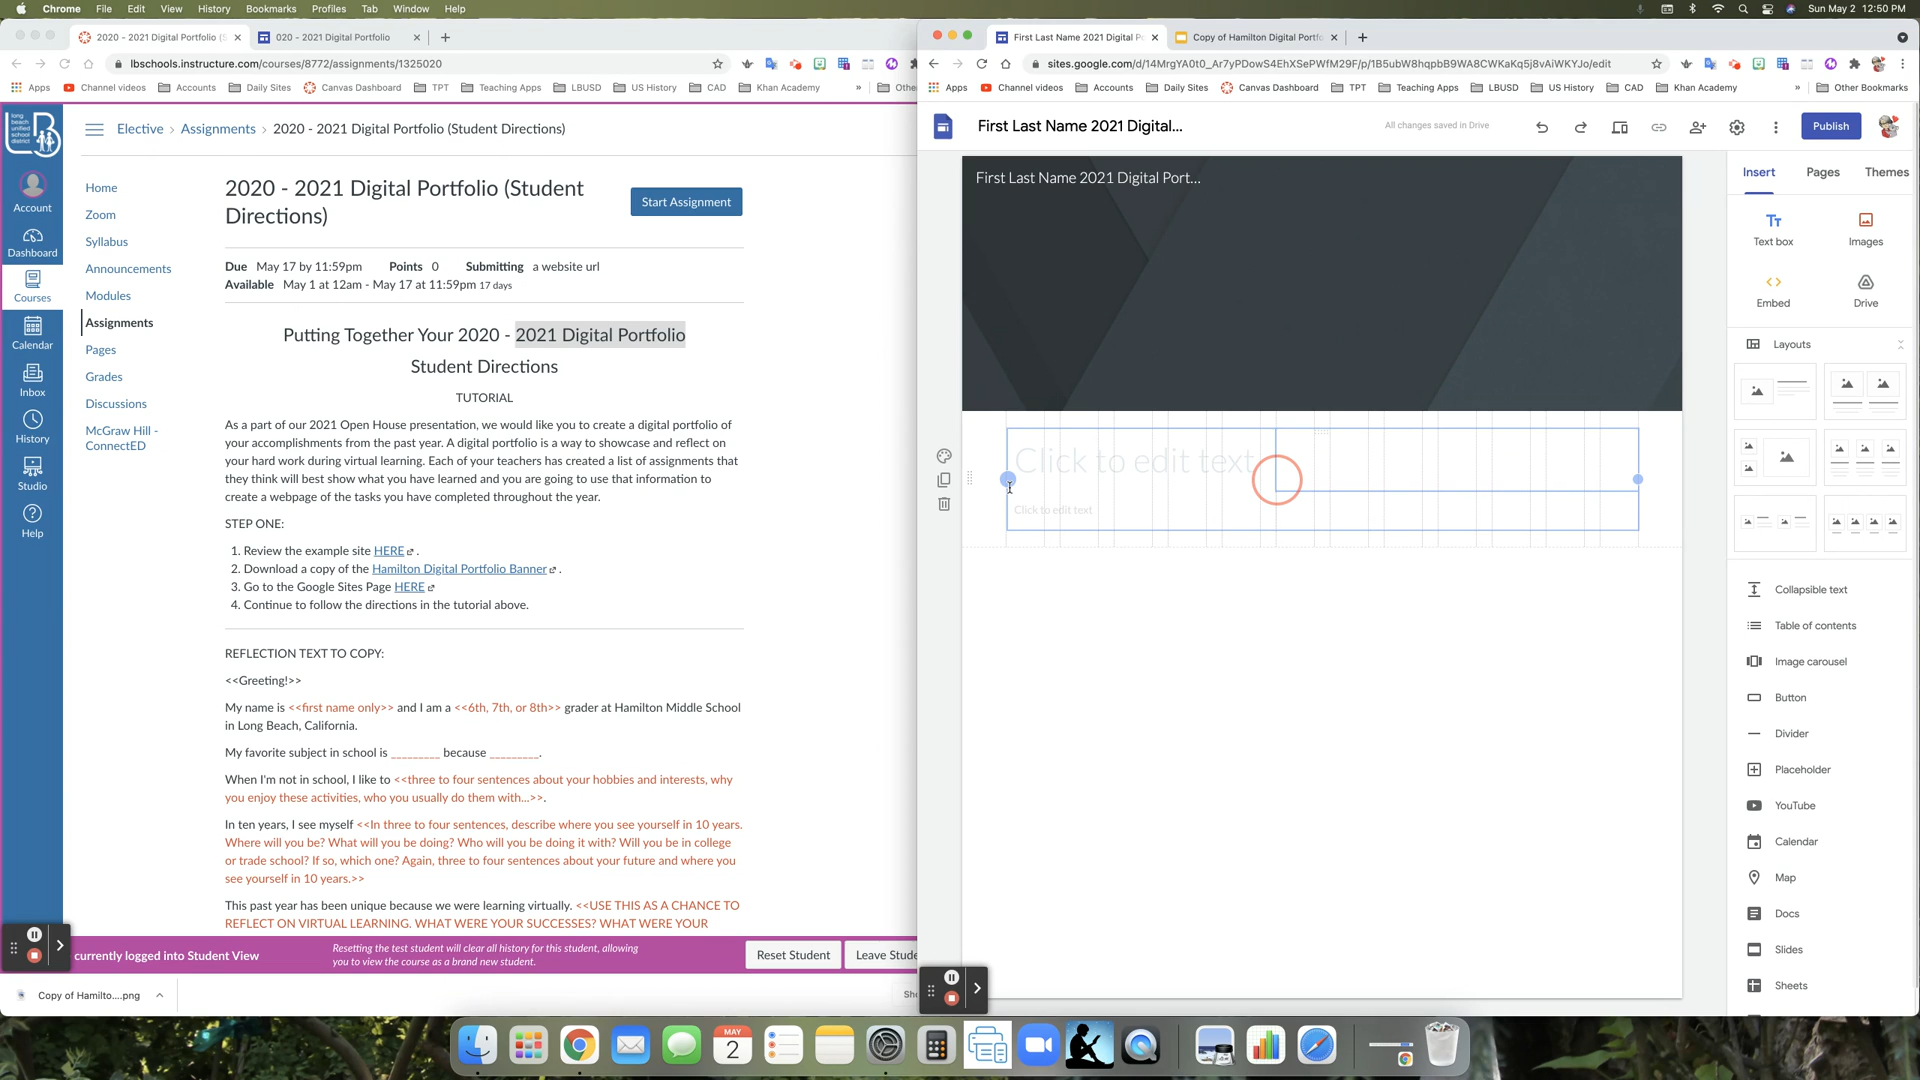 Chrome File Edit View History Bookmarks Profiles Tab Window Help
Sun May 2 12:50 PM
2020 - 2021 Digital Portfolio (S
020 - 2021 Digital Portfolio
lbschools.instructure.com/courses/8772/assignments/1325020
Apps Channel videos Accounts Daily Sites Canvas Dashboard TPT Teaching Apps LBUSD US History CAD Khan Academy » Othe
long beach unified school district
Account
Dashboard
Courses
Calendar
Inbox
History
Studio
Help
Elective › Assignments › 2020 - 2021 Digital Portfolio (Student Directions)
Home
Zoom
Syllabus
Announcements
Modules
Assignments
Pages
Grades
Discussions
McGraw Hill -
ConnectED
2020 - 2021 Digital Portfolio (Student
Directions)
Start Assignment
Due May 17 by 11:59pm Points 0 Submitting a website url
Available May 1 at 12am - May 17 at 11:59pm 17 days
Putting Together Your 2020 - 2021 Digital Portfolio
Student Directions
TUTORIAL
As a part of our 2021 Open House presentation, we would like you to create a digital portfolio of
your accomplishments from the past year. A digital portfolio is a way to showcase and reflect on
your hard work during virtual learning. Each of your teachers has created a list of assignments that
they think will best show what you have learned and you are going to use that information to
create a webpage of the tasks you have completed throughout the year.
STEP ONE:
1. Review the example site HERE .
2. Download a copy of the Hamilton Digital Portfolio Banner .
3. Go to the Google Sites Page HERE
4. Continue to follow the directions in the tutorial above.
REFLECTION TEXT TO COPY:
<<Greeting!>>
My name is <<first name only>> and I am a <<6th, 7th, or 8th>> grader at Hamilton Middle School
in Long Beach, California.
My favorite subject in school is _________ because _________.
When I'm not in school, I like to <<three to four sentences about your hobbies and interests, why
you enjoy these activities, who you usually do them with...>>.
In ten years, I see myself <<In three to four sentences, describe where you see yourself in 10 years.
Where will you be? What will you be doing? Who will you be doing it with? Will you be in college
or trade school? If so, which one? Again, three to four sentences about your future and where you
see yourself in 10 years.>>
This past year has been unique because we were learning virtually. <<USE THIS AS A CHANCE TO
REFLECT ON VIRTUAL LEARNING. WHAT WERE YOUR SUCCESSES? WHAT WERE YOUR
currently logged into Student View
Resetting the test student will clear all history for this student, allowing
you to view the course as a brand new student.
Reset Student
Leave Stude
Copy of Hamilto....png
Sh
First Last Name 2021 Digital Po
Copy of Hamilton Digital Portfo
sites.google.com/d/14MrgYA0t0_Ar7yPDowS4EhXSePWfM29F/p/1B5ubW8hqpbB9WA8CWKaKq5j8vAiWKYJo/edit
Apps Channel videos Accounts Daily Sites Canvas Dashboard TPT Teaching Apps LBUSD US History CAD Khan Academy » Other Bookmarks
First Last Name 2021 Digital...
All changes saved in Drive
Publish
First Last Name 2021 Digital Port...
Click to edit text
Click to edit text
Insert Pages Themes
Text box
Images
Embed
Drive
Layouts
Collapsible text
Table of contents
Image carousel
Button
Divider
Placeholder
YouTube
Calendar
Map
Docs
Slides
Sheets
MAY
2